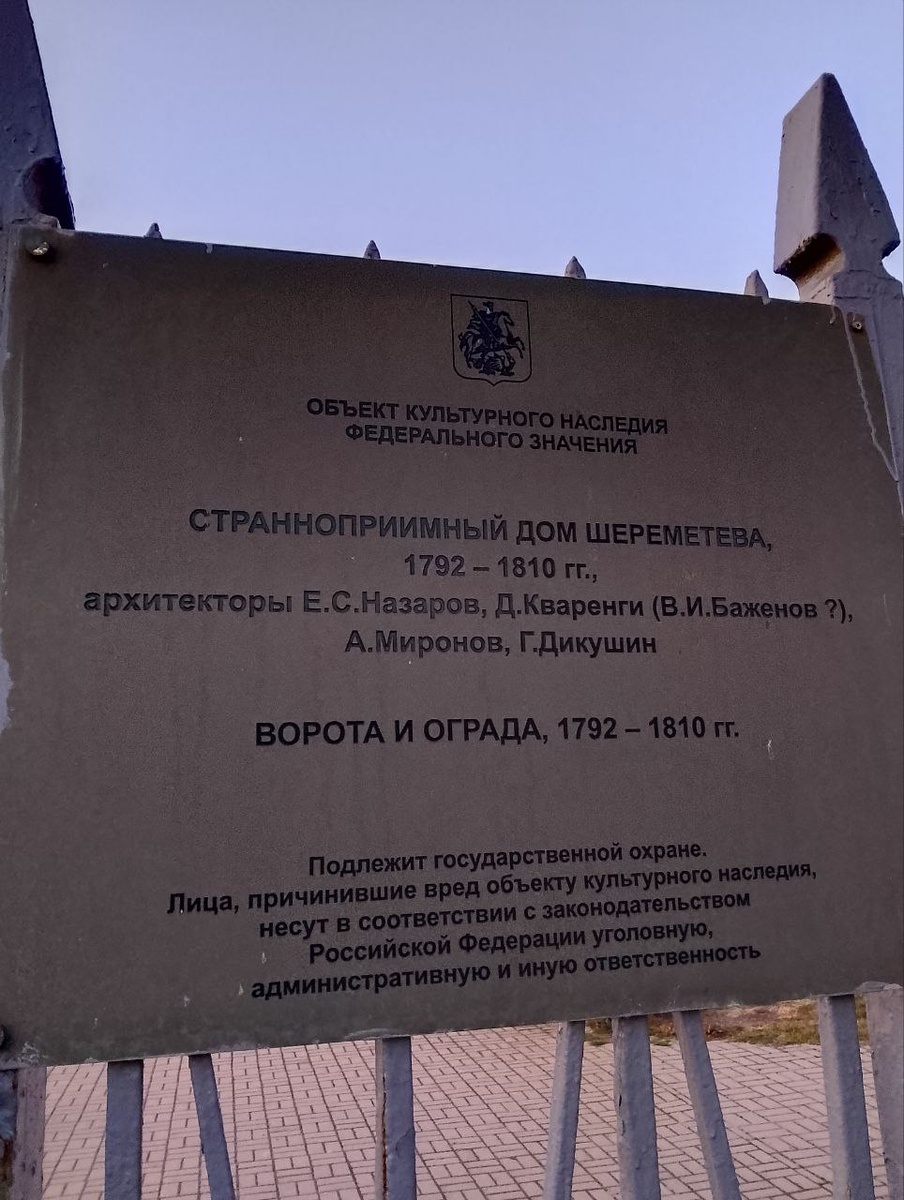 ОБЪЕКТ КУЛЬТУРНОГО НАСЛЕДИЯ
ФЕДЕРАЛЬНОГО ЗНАЧЕНИЯ
СТРАННОПРИИМНЫЙ ДОМ ШЕРЕМЕТЕВА,
1792 – 1810 гг.,
архитекторы Е.С.Назаров, Д.Кваренги (В.И.Баженов ?),
А.Миронов, Г.Дикушин
ВОРОТА И ОГРАДА, 1792 – 1810 гг.
Подлежит государственной охране.
Лица, причинившие вред объекту культурного наследия,
несут в соответствии с законодательством
Российской Федерации уголовную,
административную и иную ответственность